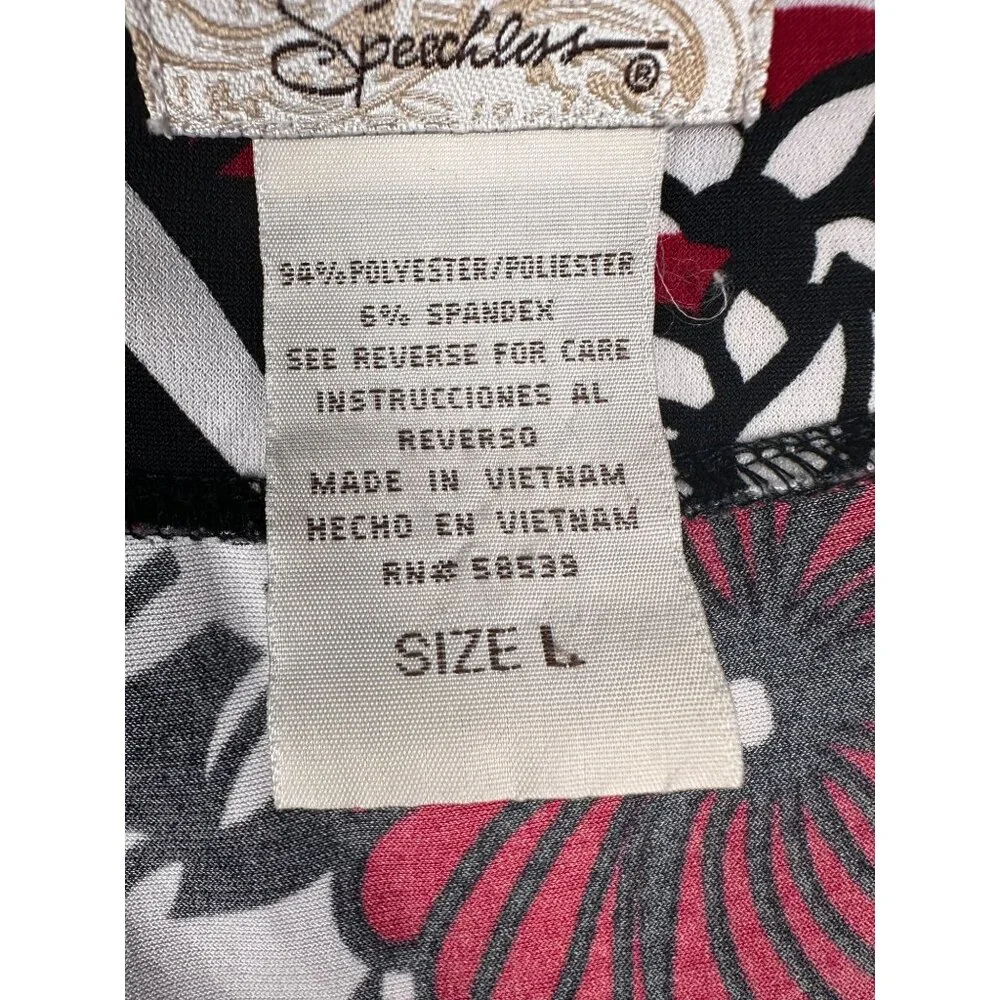 Speechless ®
94% POLYESTER/POLIESTER
6% SPANDEX
SEE REVERSE FOR CARE
INSTRUCCIONES AL
REVERSO
MADE IN VIETNAM
HECHO EN VIETNAM
RN# 58539
SIZE L